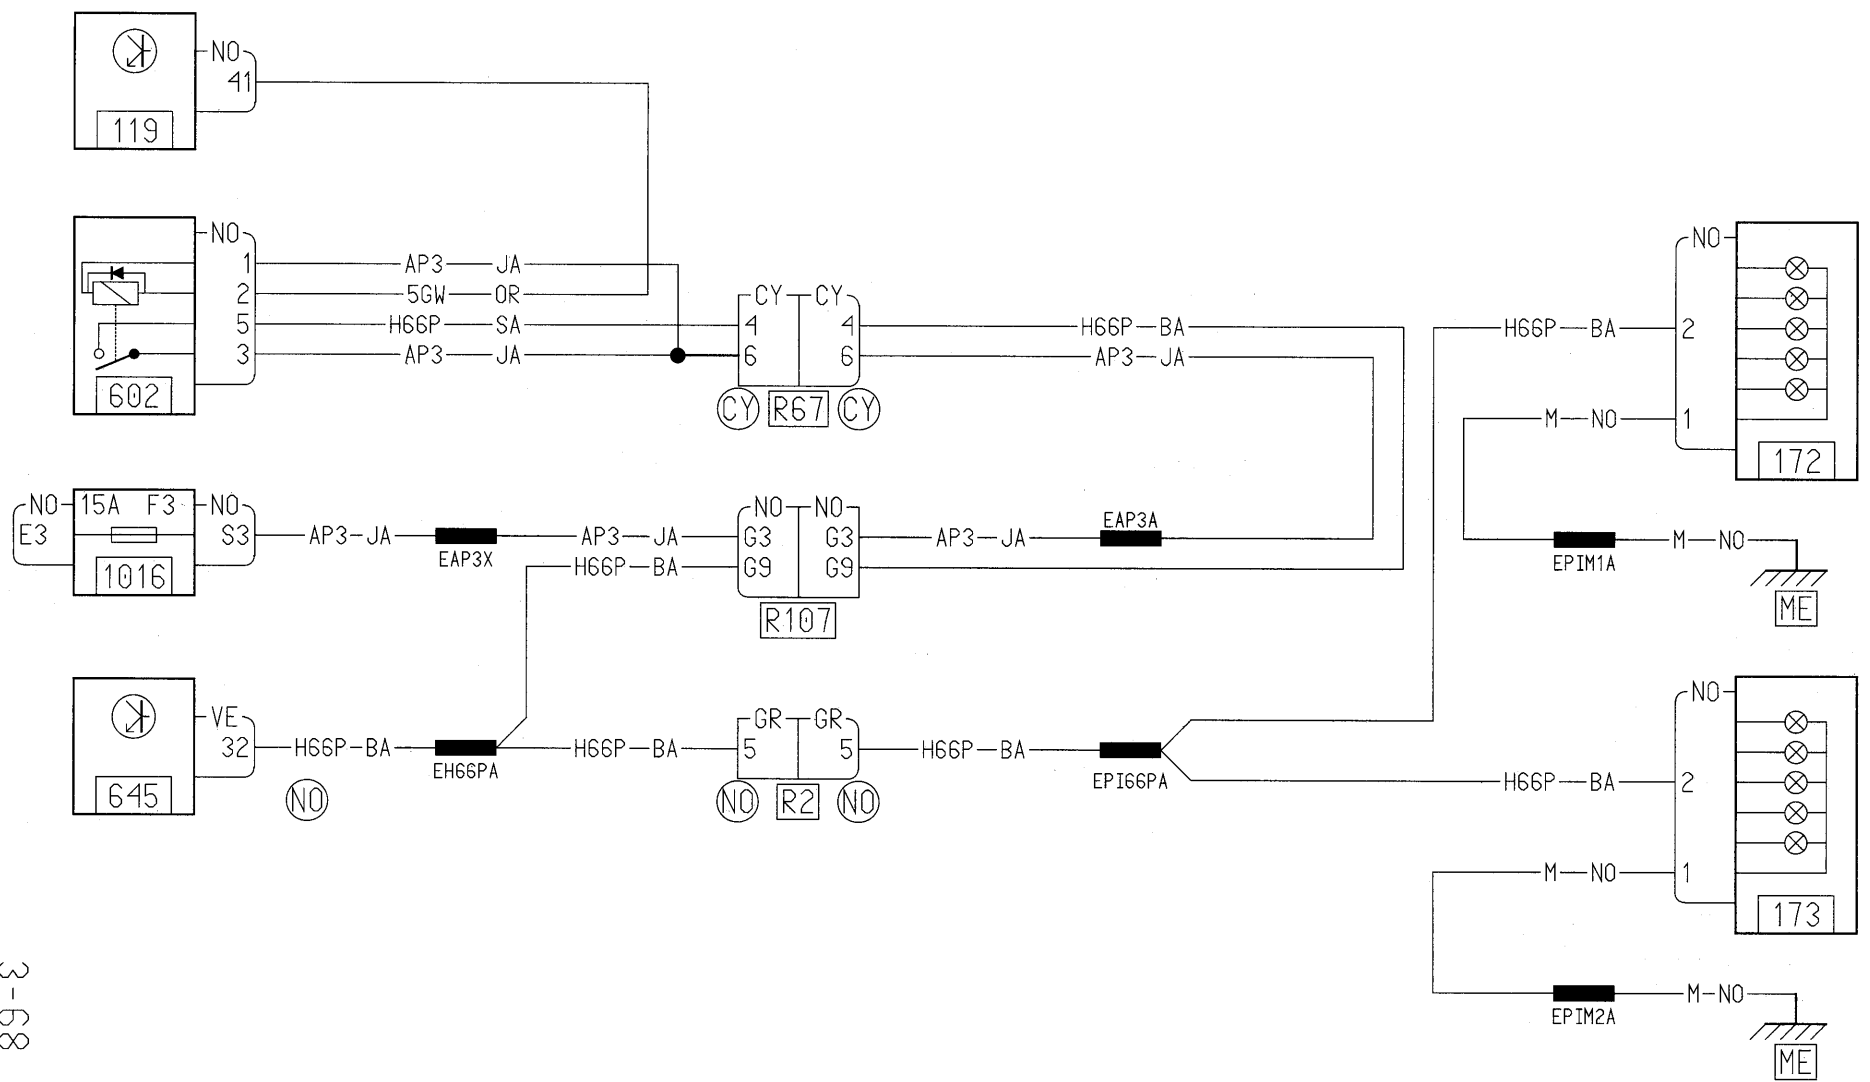 NO
41
119
NO
1 AP3 JA
2 5GW OR
5 H66P SA
3 AP3 JA
602
CY CY
4 4
6 6
CY R67 CY
H66P BA
AP3 JA
NO
H66P BA 2
M NO 1
172
NO 15A F3 NO
E3 S3
1016
AP3 JA
EAP3X
AP3 JA
H66P BA
NO NO
G3 G3
G9 G9
R107
AP3 JA
EAP3A
EPIM1A
M NO
ME
VE
32
645
H66P BA
NO
EH66PA
H66P BA
GR GR
5 5
NO R2 NO
H66P BA
EPI66PA
NO
H66P BA 2
M NO 1
173
EPIM2A
M NO
ME
3-68